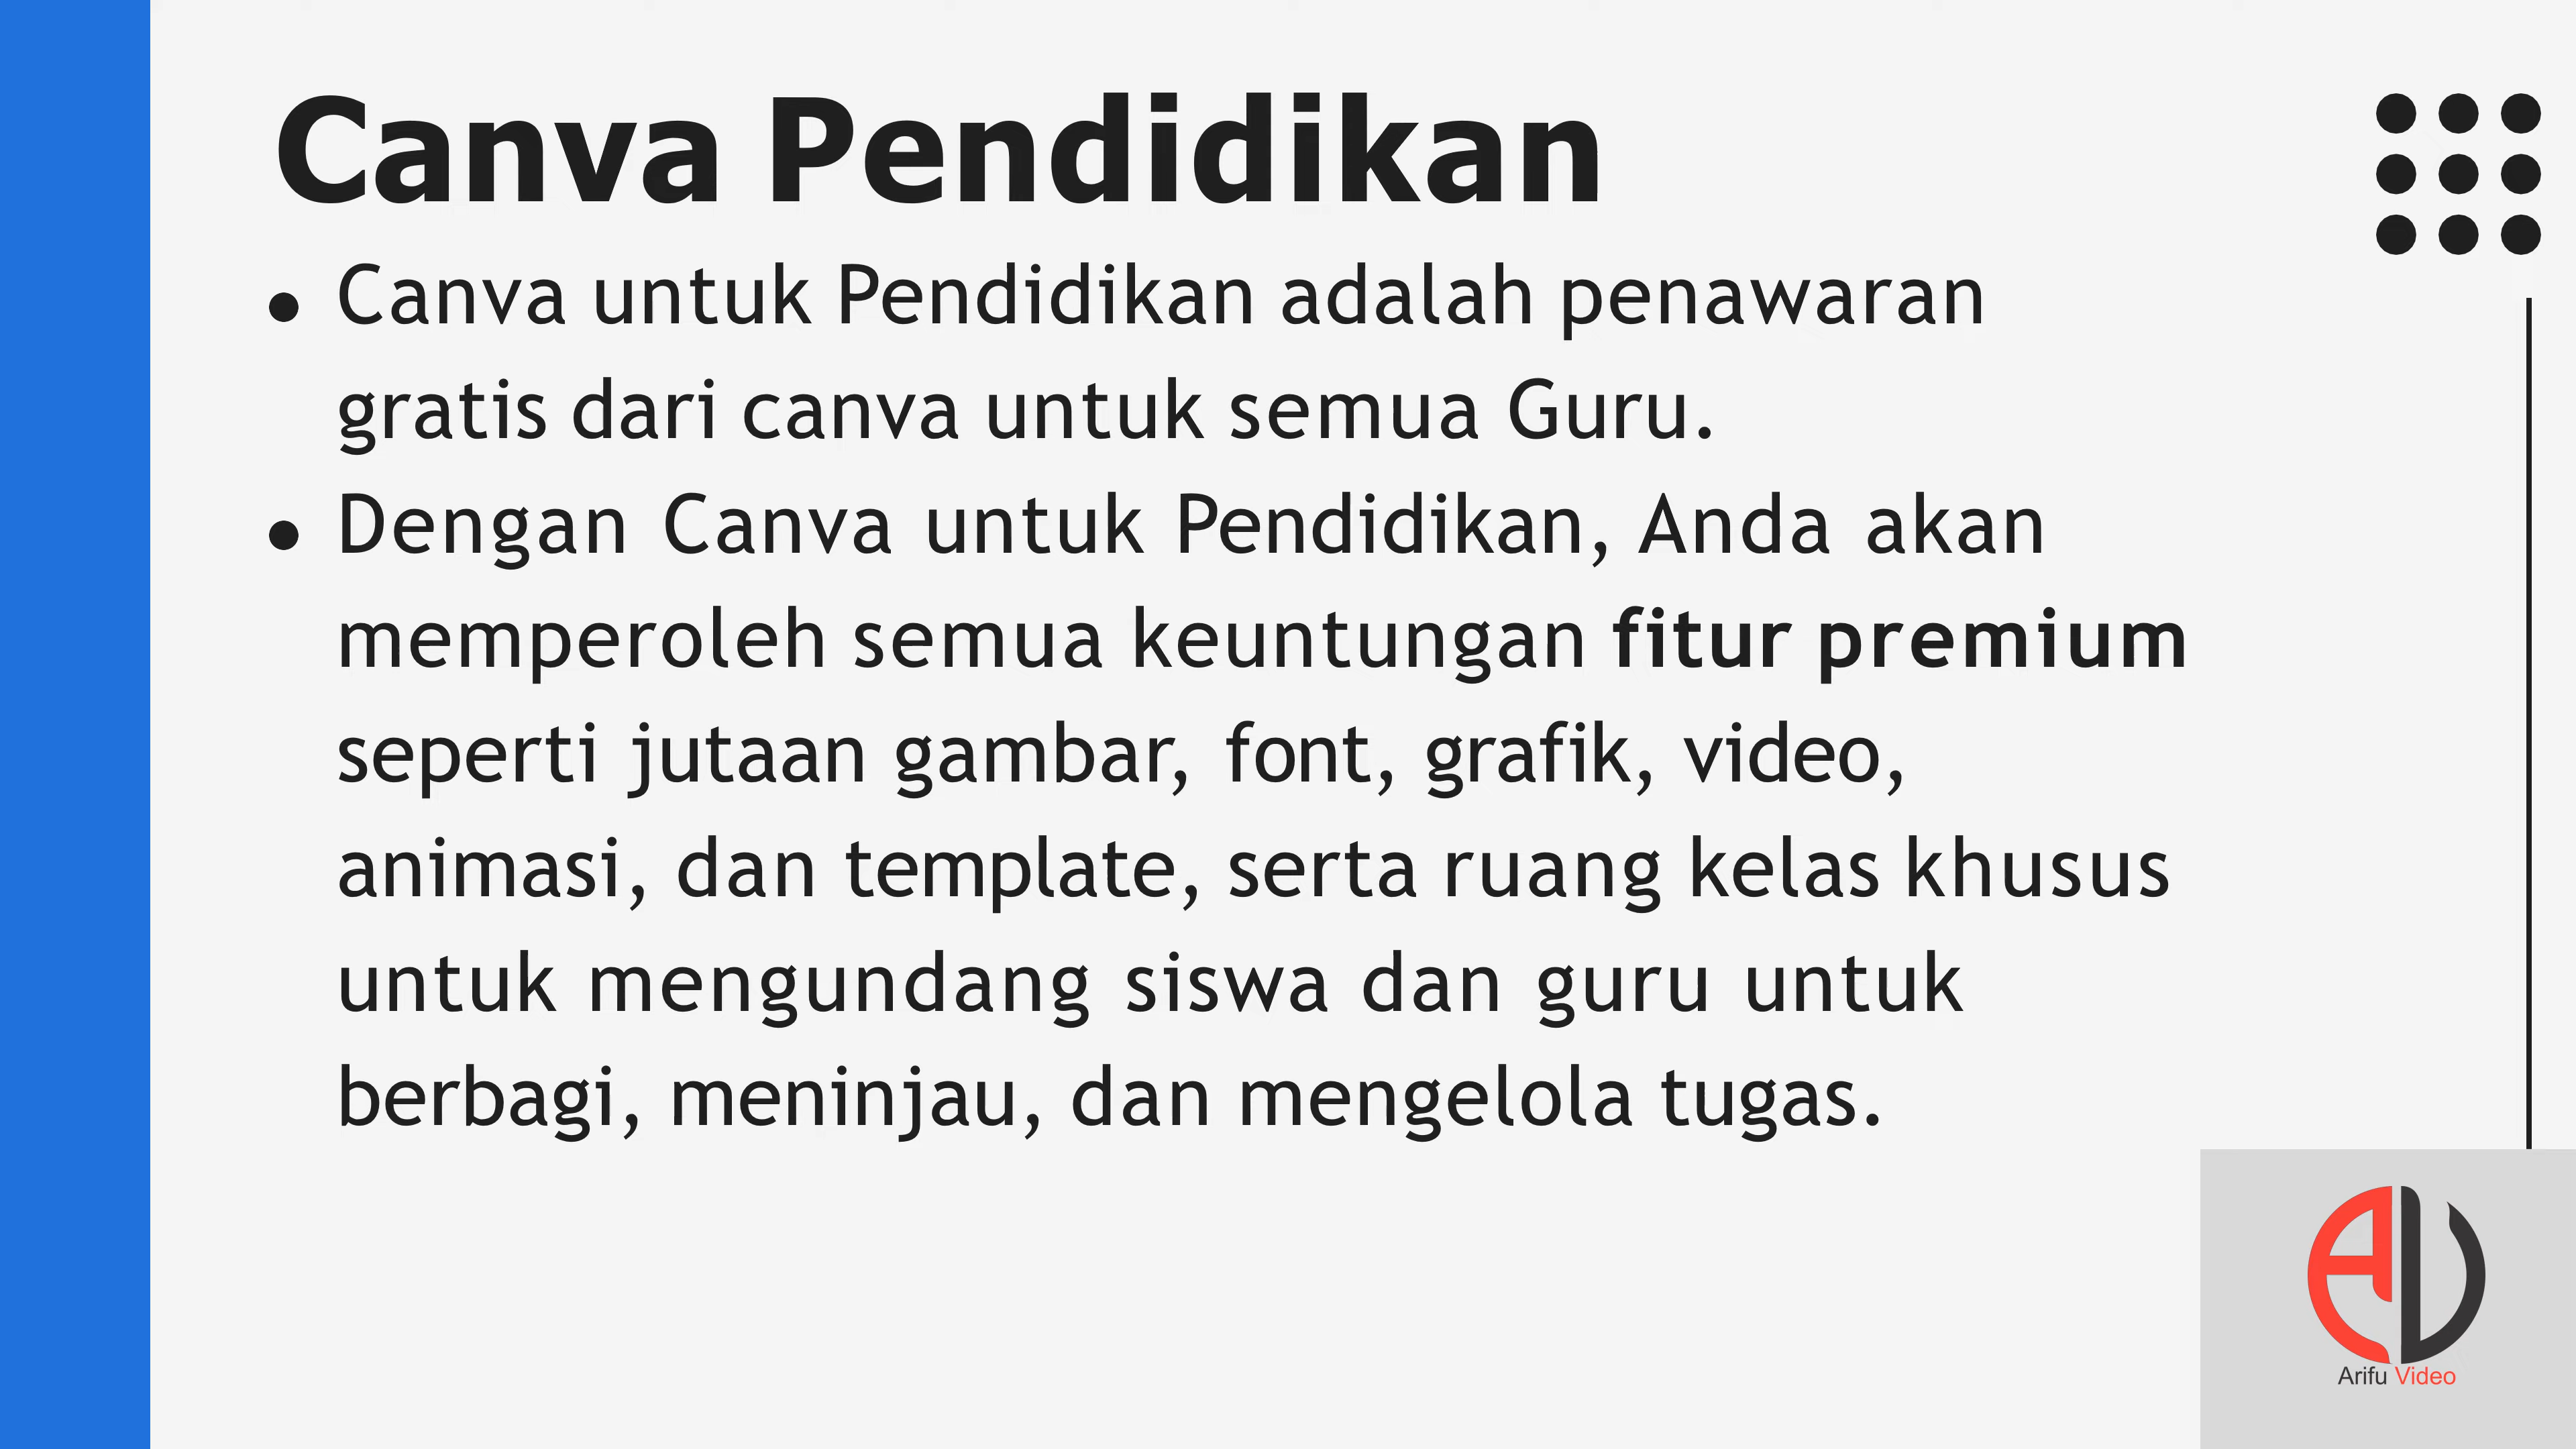 Canva Pendidikan
● Canva untuk Pendidikan adalah penawaran
gratis dari canva untuk semua Guru.
● Dengan Canva untuk Pendidikan, Anda akan
memperoleh semua keuntungan fitur premium
seperti jutaan gambar, font, grafik, video,
animasi, dan template, serta ruang kelas khusus
untuk mengundang siswa dan guru untuk
berbagi, meninjau, dan mengelola tugas.
AV
Arifu Video